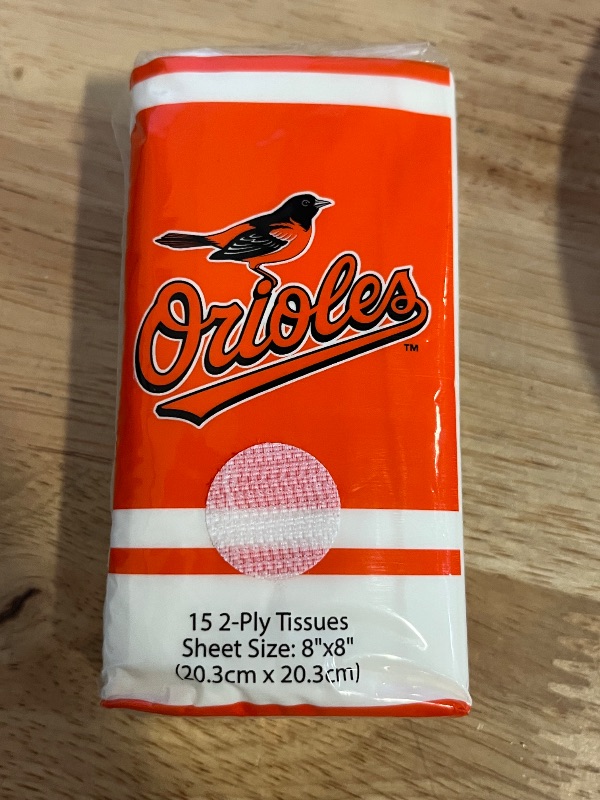 Orioles
TM
15 2-Ply Tissues
Sheet Size: 8"x8"
(20.3cm x 20.3cm)